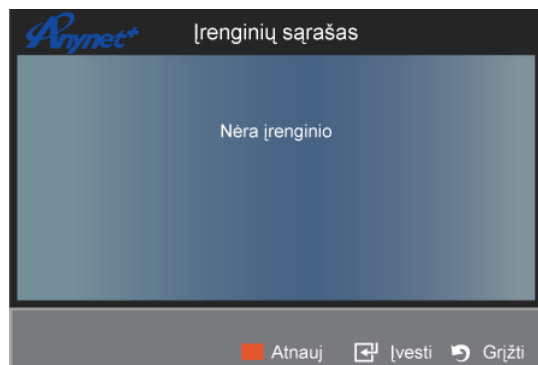 Anynet+ Įrenginių sąrašas
Nėra įrenginio
Atnauj Įvesti Grįžti